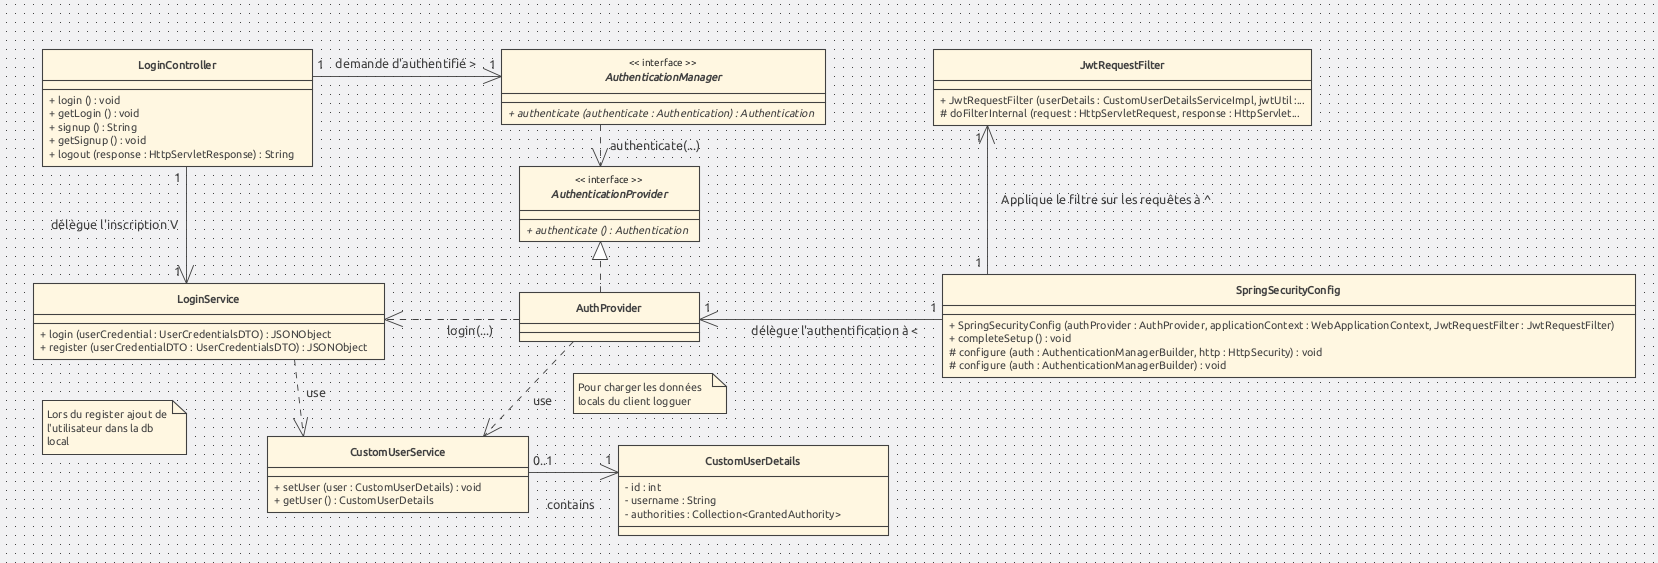 LoginController
+ login () : void
+ getLogin () : void
+ signup () : String
+ getSignup () : void
+ logout (response : HttpServletResponse) : String
1
demande d'authentifié >
1
<< interface >>
AuthenticationManager
+ authenticate (authenticate : Authentication) : Authentication
JwtRequestFilter
+ JwtRequestFilter (userDetails : CustomUserDetailsServiceImpl, jwtUtil :...
# doFilterInternal (request : HttpServletRequest, response : HttpServlet...
authenticate(...)
1
<< interface >>
AuthenticationProvider
+ authenticate () : Authentication
1
Applique le filtre sur les requêtes à ^
1
délègue l'inscription V
1
LoginService
+ login (userCredential : UserCredentialsDTO) : JSONObject
+ register (userCredentialDTO : UserCredentialsDTO) : JSONObject
login(...)
AuthProvider
1
délègue l'authentification à <
1
SpringSecurityConfig
+ SpringSecurityConfig (authProvider : AuthProvider, applicationContext : WebApplicationContext, JwtRequestFilter : JwtRequestFilter)
+ completeSetup () : void
# configure (auth : AuthenticationManagerBuilder, http : HttpSecurity) : void
# configure (auth : AuthenticationManagerBuilder) : void
use
use
Pour charger les données
locals du client logguer
Lors du register ajout de
l'utilisateur dans la db
local
CustomUserService
+ setUser (user : CustomUserDetails) : void
+ getUser () : CustomUserDetails
0..1
contains
1
CustomUserDetails
- id : int
- username : String
- authorities : Collection<GrantedAuthority>